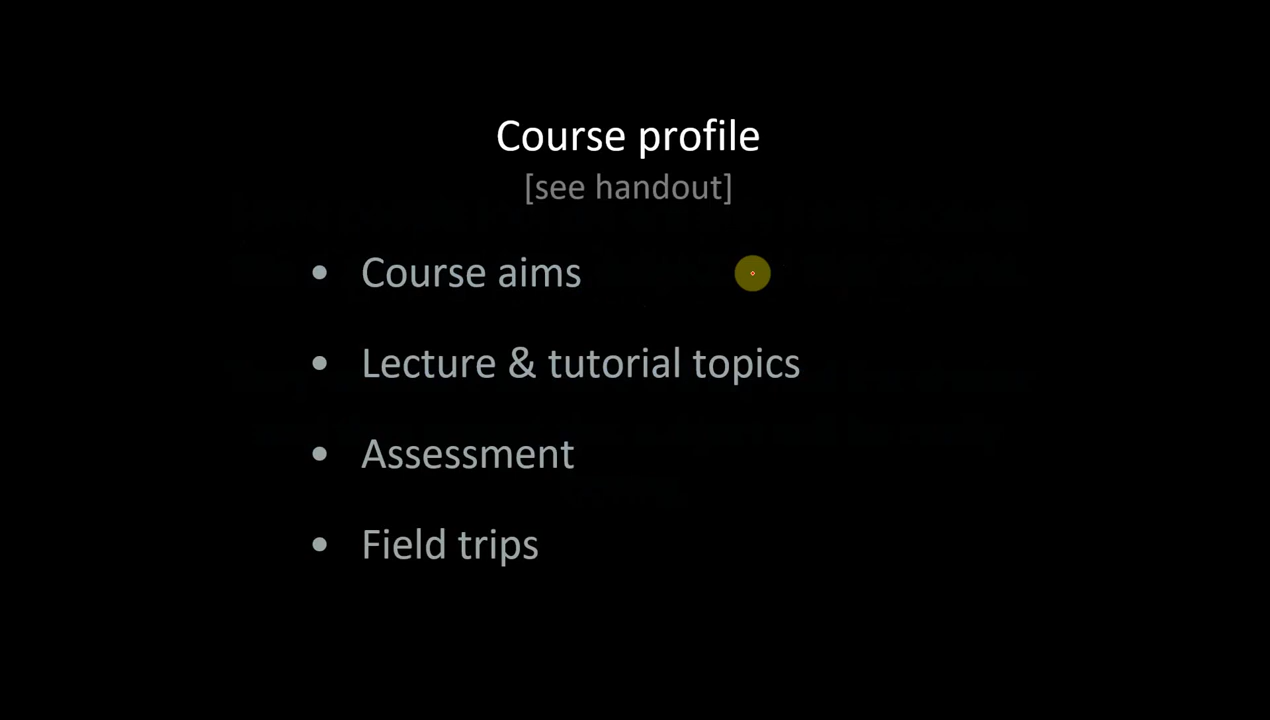 Course profile
[see handout]
• Course aims
• Lecture & tutorial topics
• Assessment
• Field trips